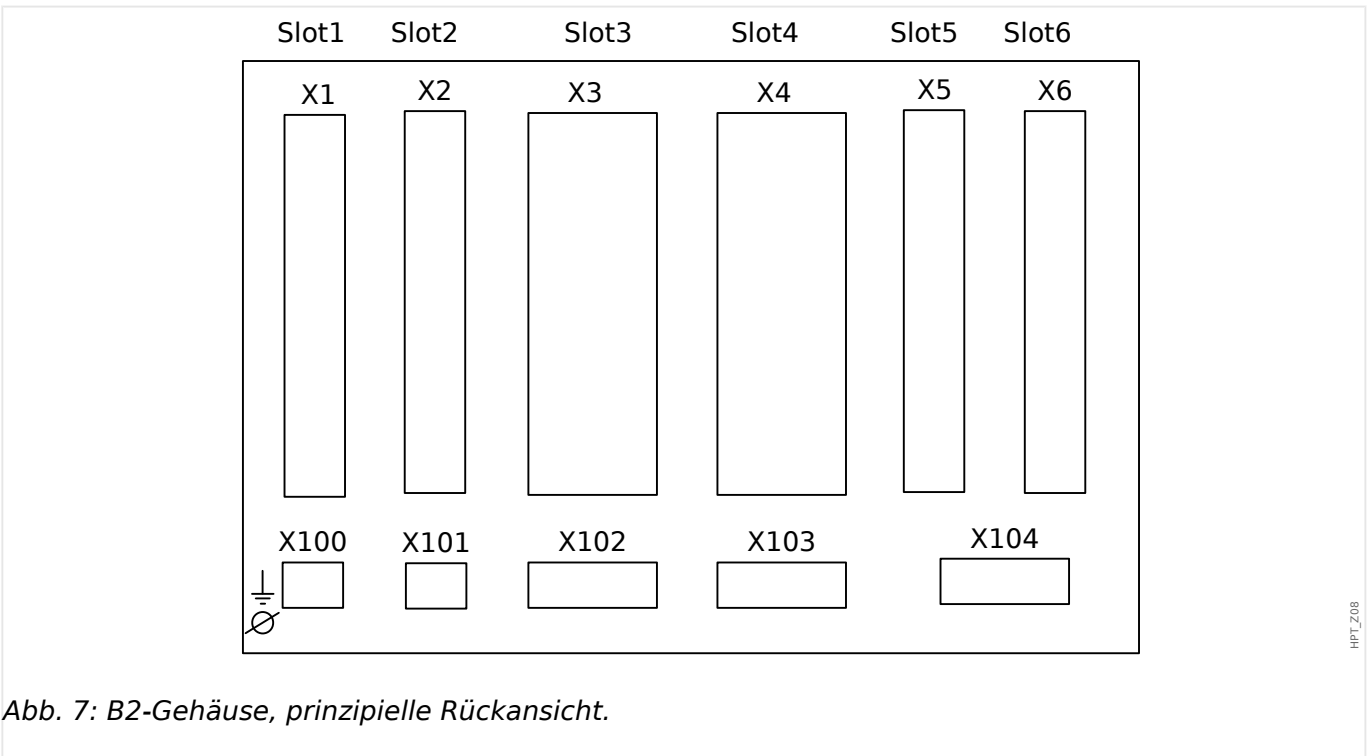 Slot1 Slot2 Slot3 Slot4 Slot5 Slot6
X1 X2 X3 X4 X5 X6
X100 X101 X102 X103 X104
HPT_Z08
Abb. 7: B2-Gehäuse, prinzipielle Rückansicht.